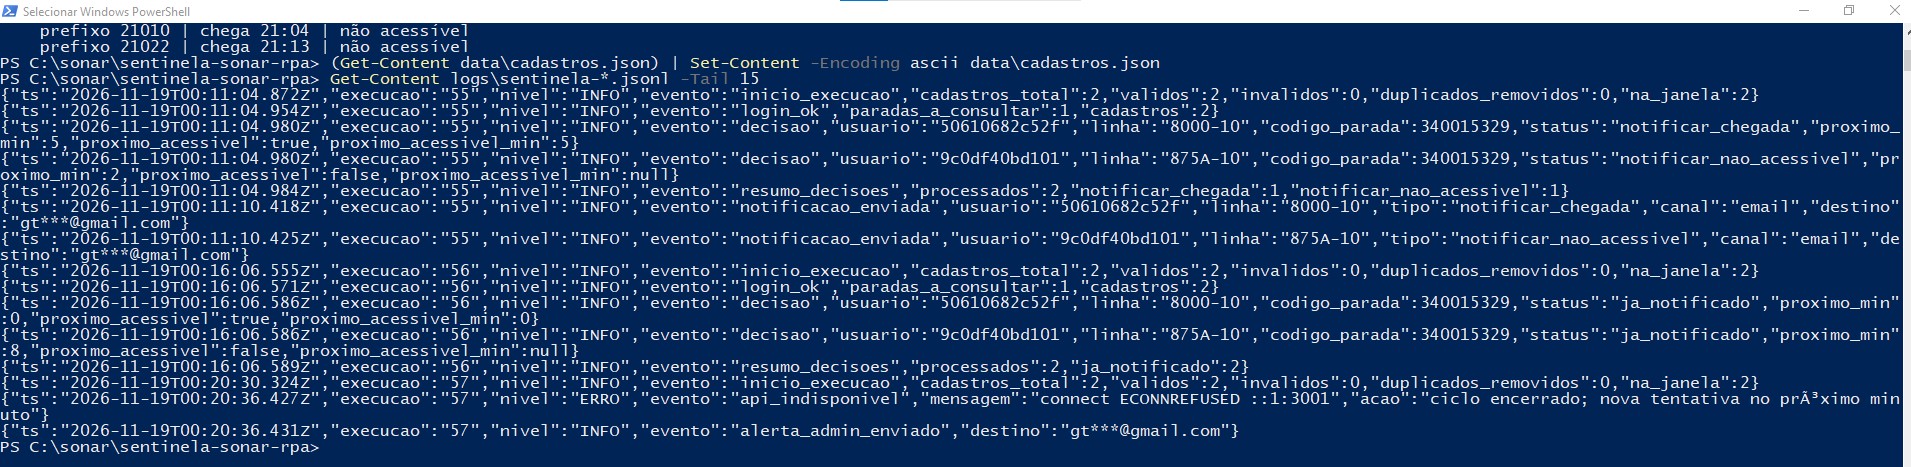 Selecionar Windows PowerShell
prefixo 21010 | chega 21:04 | não acessível
prefixo 21022 | chega 21:13 | não acessível
PS C:\sonar\sentinela-sonar-rpa> (Get-Content data\cadastros.json) | Set-Content -Encoding ascii data\cadastros.json
PS C:\sonar\sentinela-sonar-rpa> Get-Content logs\sentinela-*.jsonl -Tail 15
{"ts":"2026-11-19T00:11:04.872Z","execucao":"55","nivel":"INFO","evento":"inicio_execucao","cadastros_total":2,"validos":2,"invalidos":0,"duplicados_removidos":0,"na_janela":2}
{"ts":"2026-11-19T00:11:04.954Z","execucao":"55","nivel":"INFO","evento":"login_ok","paradas_a_consultar":1,"cadastros":2}
{"ts":"2026-11-19T00:11:04.980Z","execucao":"55","nivel":"INFO","evento":"decisao","usuario":"50610682c52f","linha":"8000-10","codigo_parada":340015329,"status":"notificar_chegada","proximo_
min":5,"proximo_acessivel":true,"proximo_acessivel_min":5}
{"ts":"2026-11-19T00:11:04.980Z","execucao":"55","nivel":"INFO","evento":"decisao","usuario":"9c0df40bd101","linha":"875A-10","codigo_parada":340015329,"status":"notificar_nao_acessivel","pr
oximo_min":2,"proximo_acessivel":false,"proximo_acessivel_min":null}
{"ts":"2026-11-19T00:11:04.984Z","execucao":"55","nivel":"INFO","evento":"resumo_decisoes","processados":2,"notificar_chegada":1,"notificar_nao_acessivel":1}
{"ts":"2026-11-19T00:11:10.418Z","execucao":"55","nivel":"INFO","evento":"notificacao_enviada","usuario":"50610682c52f","linha":"8000-10","tipo":"notificar_chegada","canal":"email","destino"
:"gt***@gmail.com"}
{"ts":"2026-11-19T00:11:10.425Z","execucao":"55","nivel":"INFO","evento":"notificacao_enviada","usuario":"9c0df40bd101","linha":"875A-10","tipo":"notificar_nao_acessivel","canal":"email","de
stino":"gt***@gmail.com"}
{"ts":"2026-11-19T00:16:06.555Z","execucao":"56","nivel":"INFO","evento":"inicio_execucao","cadastros_total":2,"validos":2,"invalidos":0,"duplicados_removidos":0,"na_janela":2}
{"ts":"2026-11-19T00:16:06.571Z","execucao":"56","nivel":"INFO","evento":"login_ok","paradas_a_consultar":1,"cadastros":2}
{"ts":"2026-11-19T00:16:06.586Z","execucao":"56","nivel":"INFO","evento":"decisao","usuario":"50610682c52f","linha":"8000-10","codigo_parada":340015329,"status":"ja_notificado","proximo_min"
:0,"proximo_acessivel":true,"proximo_acessivel_min":0}
{"ts":"2026-11-19T00:16:06.586Z","execucao":"56","nivel":"INFO","evento":"decisao","usuario":"9c0df40bd101","linha":"875A-10","codigo_parada":340015329,"status":"ja_notificado","proximo_min"
:8,"proximo_acessivel":false,"proximo_acessivel_min":null}
{"ts":"2026-11-19T00:16:06.589Z","execucao":"56","nivel":"INFO","evento":"resumo_decisoes","processados":2,"ja_notificado":2}
{"ts":"2026-11-19T00:20:30.324Z","execucao":"57","nivel":"INFO","evento":"inicio_execucao","cadastros_total":2,"validos":2,"invalidos":0,"duplicados_removidos":0,"na_janela":2}
{"ts":"2026-11-19T00:20:36.427Z","execucao":"57","nivel":"ERRO","evento":"api_indisponivel","mensagem":"connect ECONNREFUSED ::1:3001","acao":"ciclo encerrado; nova tentativa no prÃ³ximo min
uto"}
{"ts":"2026-11-19T00:20:36.431Z","execucao":"57","nivel":"INFO","evento":"alerta_admin_enviado","destino":"gt***@gmail.com"}
PS C:\sonar\sentinela-sonar-rpa>